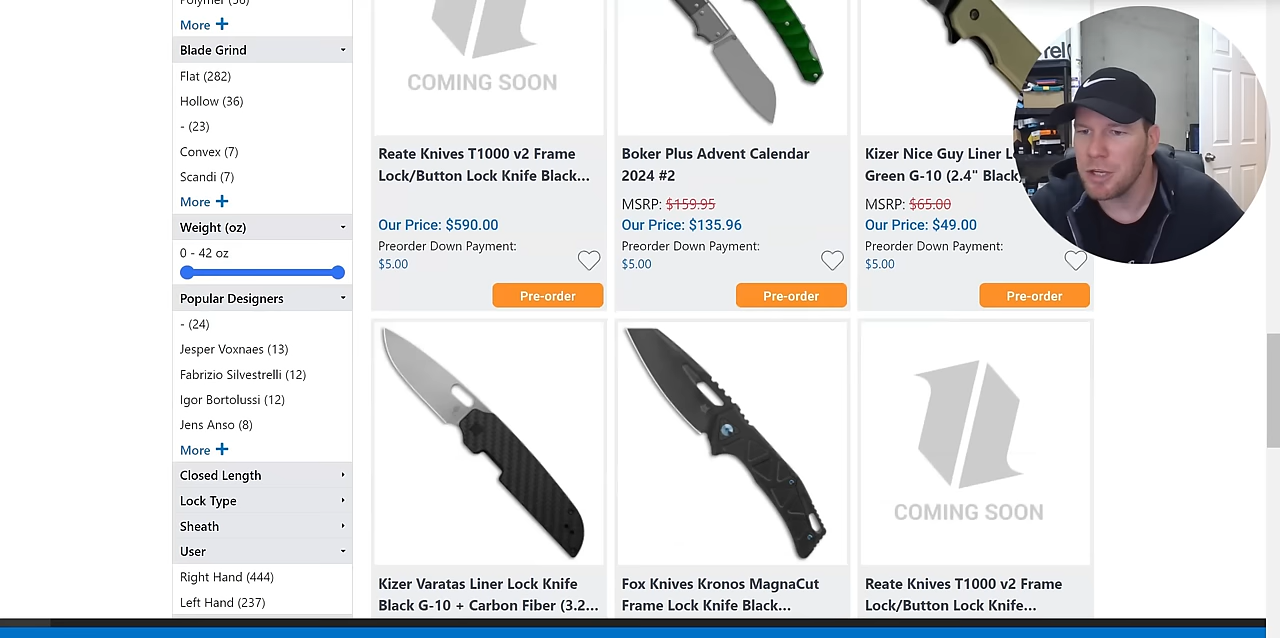 More +
Blade Grind
Flat (282)
Hollow (36)
- (23)
Convex (7)
Scandi (7)
More +
Weight (oz)
0 - 42 oz
Popular Designers
- (24)
Jesper Voxnaes (13)
Fabrizio Silvestrelli (12)
Igor Bortolussi (12)
Jens Anso (8)
More +
Closed Length
Lock Type
Sheath
User
Right Hand (444)
Left Hand (237)
COMING SOON
Reate Knives T1000 v2 Frame
Lock/Button Lock Knife Black...
Our Price: $590.00
Preorder Down Payment:
$5.00
Pre-order
Boker Plus Advent Calendar
2024 #2
MSRP: $159.95
Our Price: $135.96
Preorder Down Payment:
$5.00
Pre-order
Kizer Nice Guy Liner
Green G-10 (2.4" Black,
MSRP: $65.00
Our Price: $49.00
Preorder Down Payment:
$5.00
Pre-order
Kizer Varatas Liner Lock Knife
Black G-10 + Carbon Fiber (3.2...
Fox Knives Kronos MagnaCut
Frame Lock Knife Black...
COMING SOON
Reate Knives T1000 v2 Frame
Lock/Button Lock Knife...